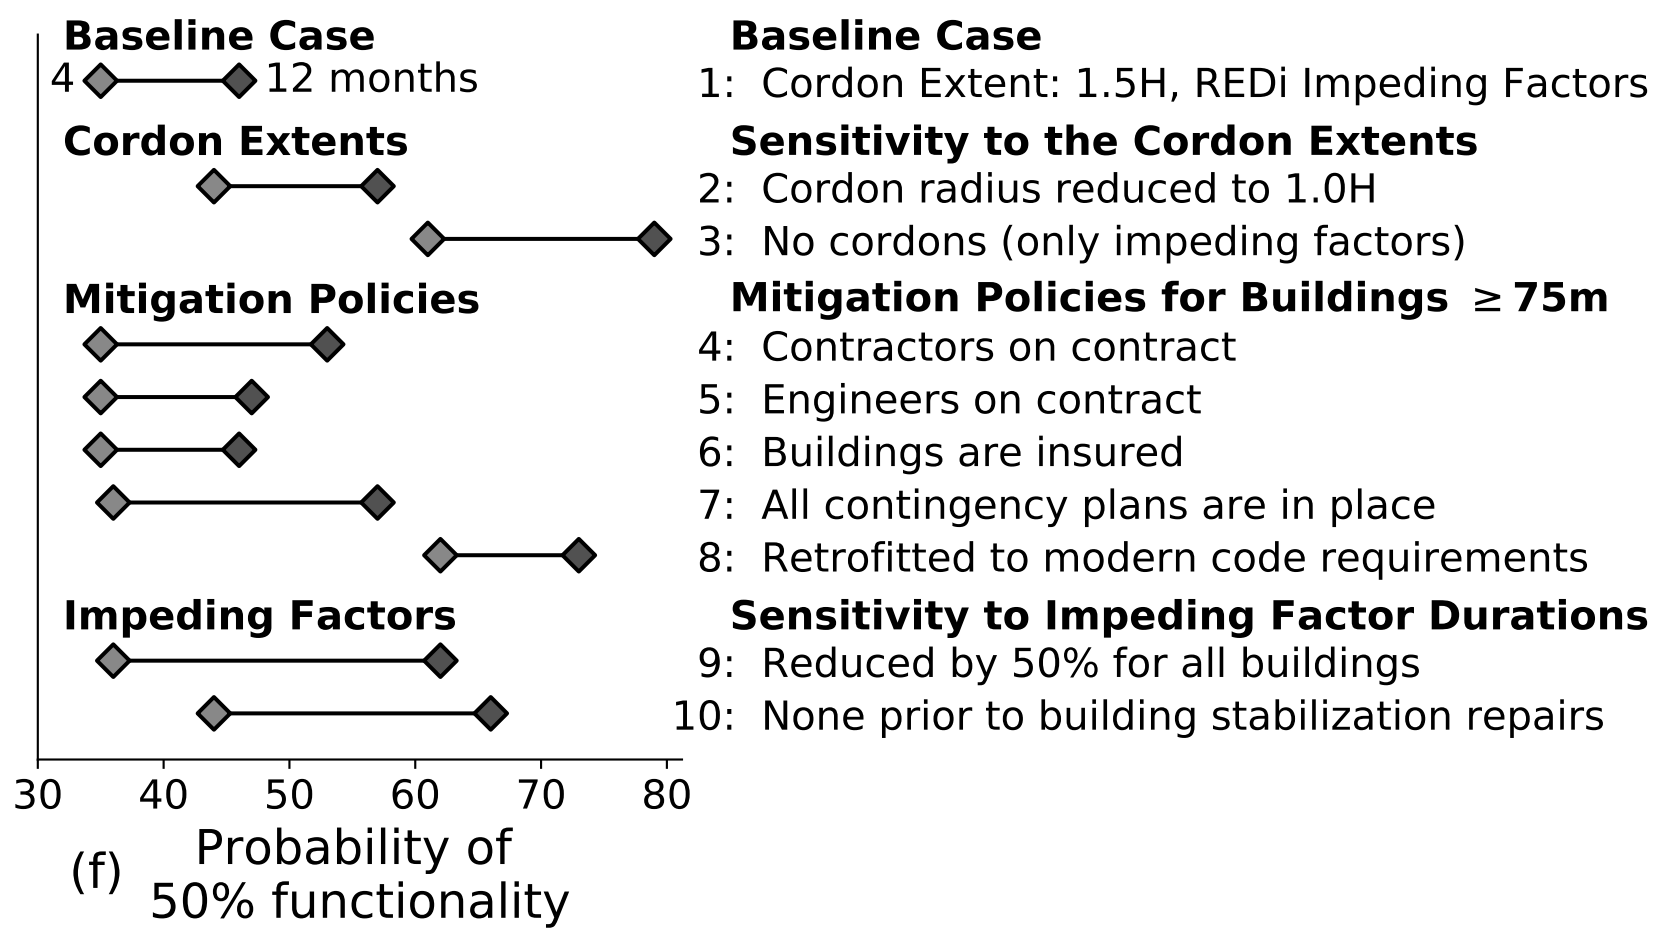 Baseline Case
4 12 months
Cordon Extents
Mitigation Policies
Impeding Factors
30 40 50 60 70 80
(f)
Probability of
50% functionality
Baseline Case
1: Cordon Extent: 1.5H, REDi Impeding Factors
Sensitivity to the Cordon Extents
2: Cordon radius reduced to 1.0H
3: No cordons (only impeding factors)
Mitigation Policies for Buildings ≥ 75m
4: Contractors on contract
5: Engineers on contract
6: Buildings are insured
7: All contingency plans are in place
8: Retrofitted to modern code requirements
Sensitivity to Impeding Factor Durations
9: Reduced by 50% for all buildings
10: None prior to building stabilization repairs